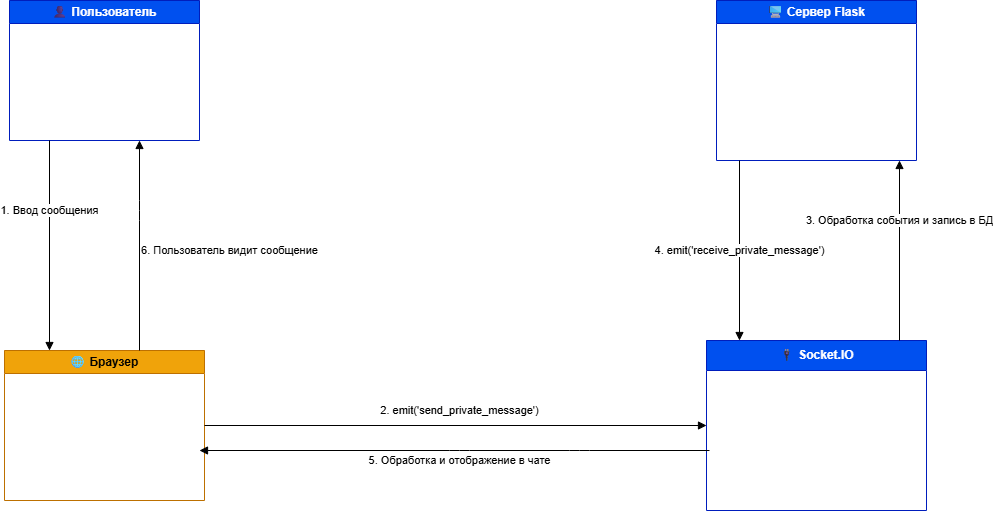 Пользователь
Сервер Flask
1. Ввод сообщения
3. Обработка события и запись в БД
6. Пользователь видит сообщение
4. emit('receive_private_message')
Браузер
Socket.IO
2. emit('send_private_message')
5. Обработка и отображение в чате